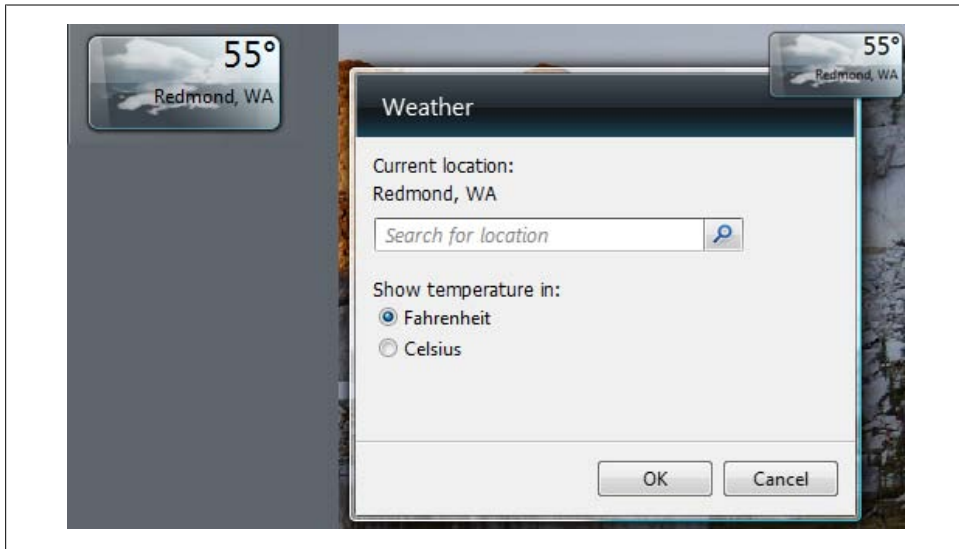 55°
Redmond, WA
55°
Redmond, WA
Weather
Current location:
Redmond, WA
Search for location
Show temperature in:
Fahrenheit
Celsius
OK
Cancel